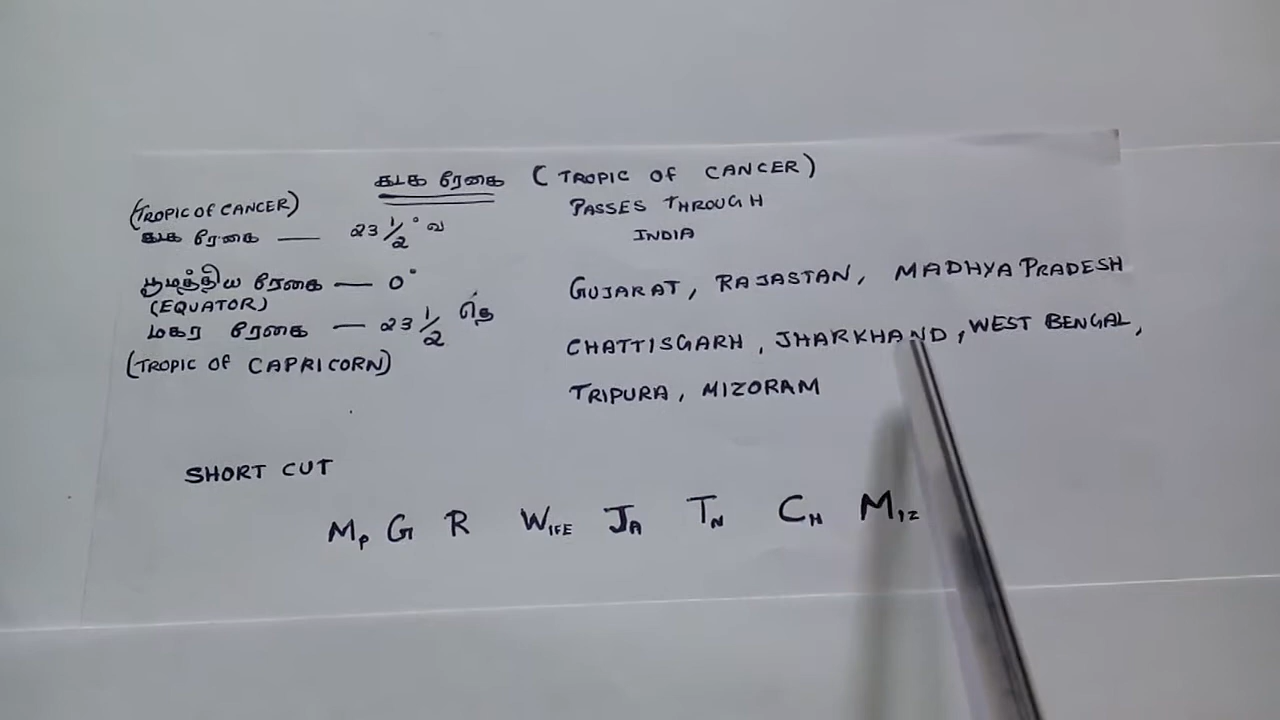 கடக ரேகை (TROPIC OF CANCER)
PASSES THROUGH
INDIA
(TROPIC OF CANCER)
கடக ரேகை — 23 1/2° வ
பூமத்திய ரேகை — 0°
(EQUATOR)
மகர ரேகை — 23 1/2 தெ
(TROPIC OF CAPRICORN)
GUJARAT, RAJASTAN, MADHYA PRADESH
CHATTISGARH, JHARKHAND, WEST BENGAL,
TRIPURA, MIZORAM
SHORT CUT
MP G R WIFE JA TN CH MIZ